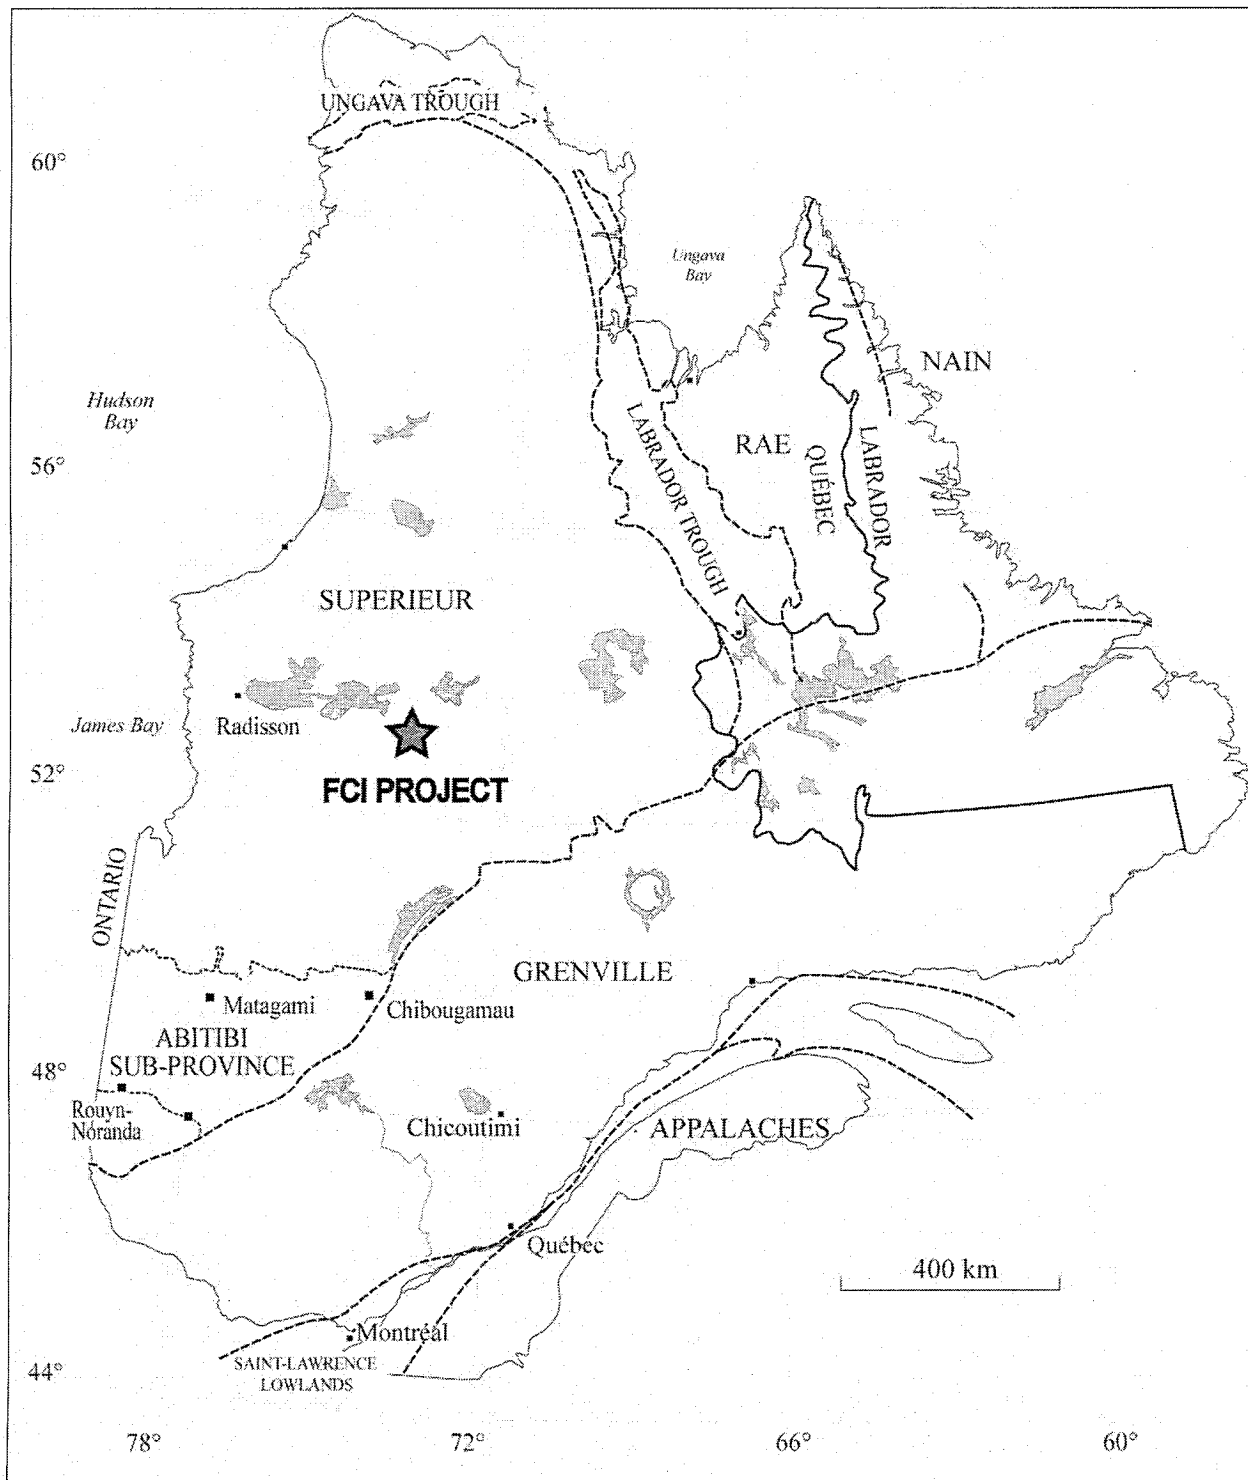 UNGAVA TROUGH
60°
Ungava
Bay
NAIN
Hudson
Bay
RAE
LABRADOR TROUGH
QUÉBEC
LABRADOR
56°
SUPERIEUR
Radisson
James Bay
FCI PROJECT
52°
ONTARIO
GRENVILLE
Matagami
Chibougamau
ABITIBI
SUB-PROVINCE
48°
Rouyn-
Nóranda
Chicoutimi
APPALACHES
Québec
400 km
Montréal
SAINT-LAWRENCE
LOWLANDS
44°
78°
72°
66°
60°